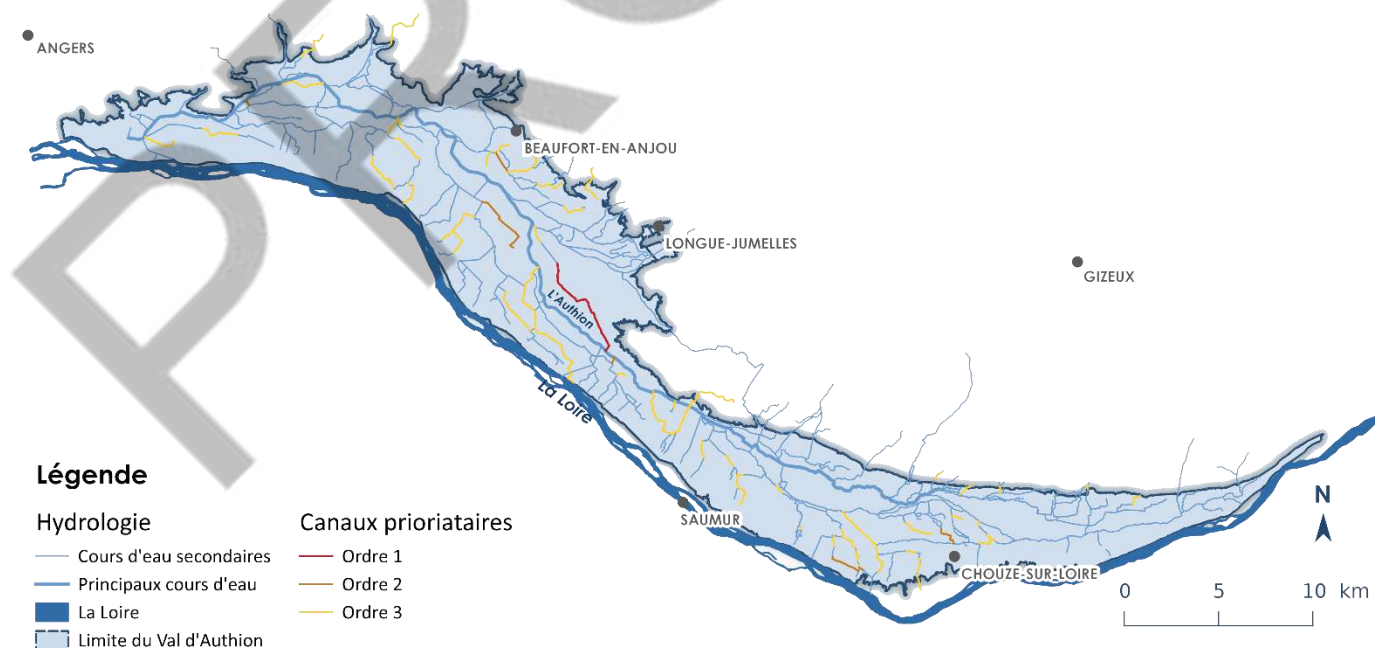 ANGERS
BEAUFORT-EN-ANJOU
LONGUE-JUMELLES
GIZEUX
L'Authion
La Loire
SAUMUR
CHOUZE-SUR-LOIRE
Légende
Hydrologie
Cours d'eau secondaires
Principaux cours d'eau
La Loire
Limite du Val d'Authion
Canaux prioriataires
Ordre 1
Ordre 2
Ordre 3
N
0 5 10 km